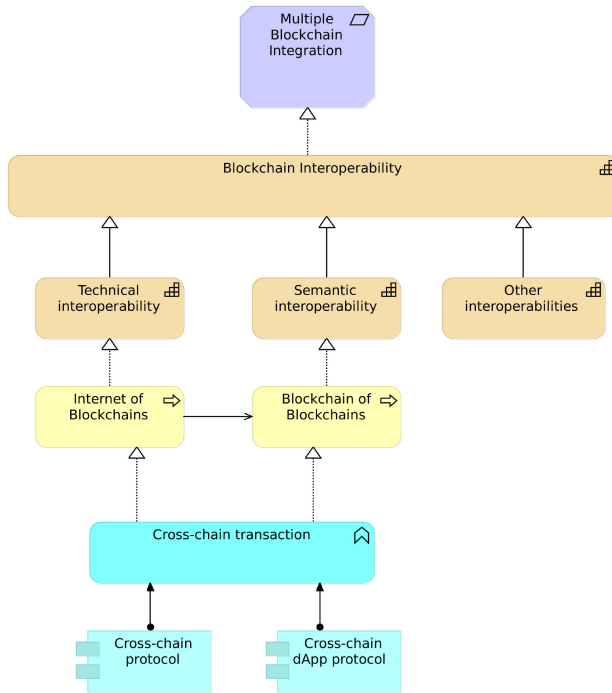 Multiple
Blockchain
Integration
Blockchain Interoperability
Technical
interoperability
Semantic
interoperability
Other
interoperabilities
Internet of
Blockchains
Blockchain of
Blockchains
Cross-chain transaction
Cross-chain
protocol
Cross-chain
dApp protocol